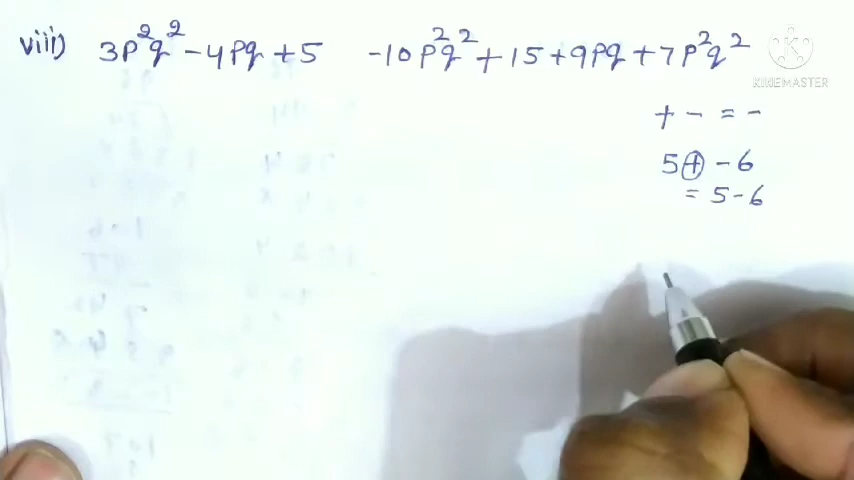 viii) 3p²q² - 4pq + 5   -10p²q² + 15 + 9pq + 7p²q²
KINEMASTER
+ - = -
5 + - 6
= 5 - 6